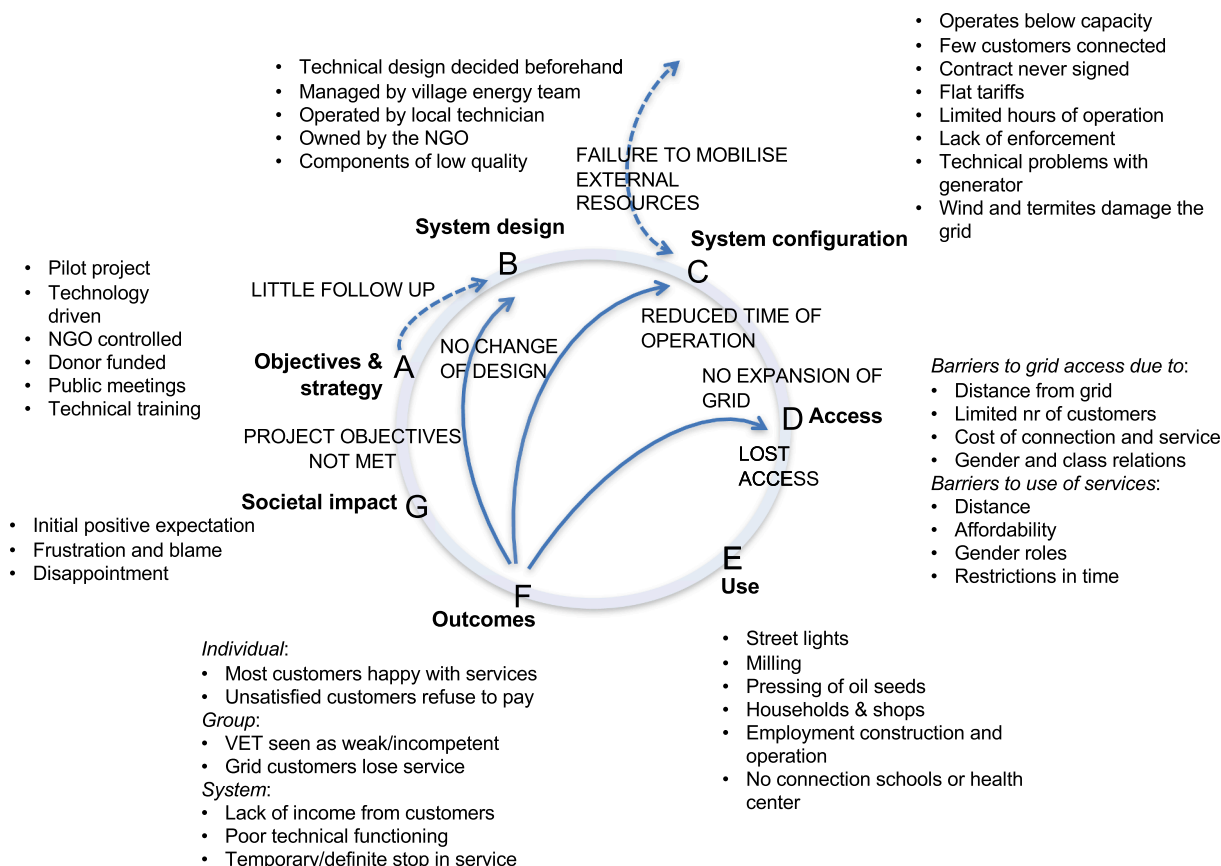 • Technical design decided beforehand
• Managed by village energy team
• Operated by local technician
• Owned by the NGO
• Components of low quality
• Operates below capacity
• Few customers connected
• Contract never signed
• Flat tariffs
• Limited hours of operation
• Lack of enforcement
• Technical problems with
generator
• Wind and termites damage the
grid
FAILURE TO MOBILISE
EXTERNAL
RESOURCES
System design
B
System configuration
C
• Pilot project
• Technology
driven
• NGO controlled
• Donor funded
• Public meetings
• Technical training
LITTLE FOLLOW UP
Objectives &
strategy
A
NO CHANGE
OF DESIGN
REDUCED TIME OF
OPERATION
NO EXPANSION OF
GRID
D
Access
LOST
ACCESS
Barriers to grid access due to:
• Distance from grid
• Limited nr of customers
• Cost of connection and service
• Gender and class relations
Barriers to use of services:
• Distance
• Affordability
• Gender roles
• Restrictions in time
PROJECT OBJECTIVES
NOT MET
Societal impact
G
• Initial positive expectation
• Frustration and blame
• Disappointment
E
Use
• Street lights
• Milling
• Pressing of oil seeds
• Households & shops
• Employment construction and
operation
• No connection schools or health
center
F
Outcomes
Individual:
• Most customers happy with services
• Unsatisfied customers refuse to pay
Group:
• VET seen as weak/incompetent
• Grid customers lose service
System:
• Lack of income from customers
• Poor technical functioning
• Temporary/definite stop in service